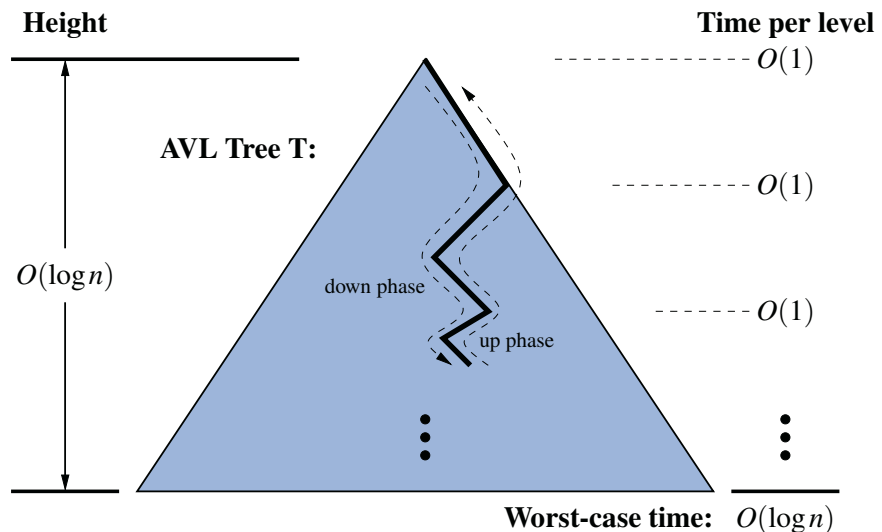 Height
Time per level
O(1)
AVL Tree T:
O(1)
O(log n)
down phase
O(1)
up phase
Worst-case time: O(log n)